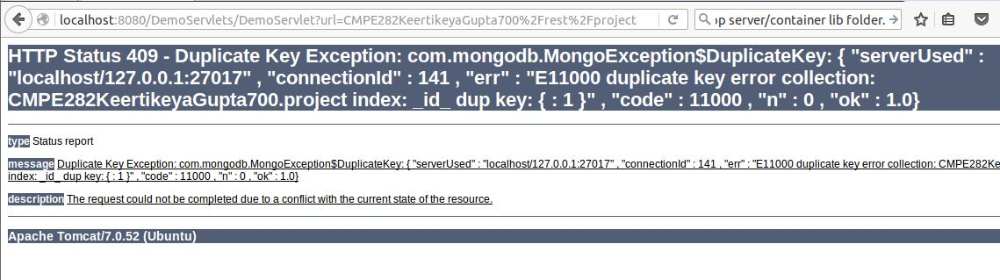 localhost:8080/DemoServlets/DemoServlet?url=CMPE282KeertikeyaGupta700%2Frest%2Fproject
pp server/container lib folder.
HTTP Status 409 - Duplicate Key Exception: com.mongodb.MongoException$DuplicateKey: { "serverUsed" :
"localhost/127.0.0.1:27017" , "connectionId" : 141 , "err" : "E11000 duplicate key error collection:
CMPE282KeertikeyaGupta700.project index: _id_ dup key: { : 1 }" , "code" : 11000 , "n" : 0 , "ok" : 1.0}
type Status report
message Duplicate Key Exception: com.mongodb.MongoException$DuplicateKey: { "serverUsed" : "localhost/127.0.0.1:27017" , "connectionId" : 141 , "err" : "E11000 duplicate key error collection: CMPE282Ke
index: _id_ dup key: { : 1 }" , "code" : 11000 , "n" : 0 , "ok" : 1.0}
description The request could not be completed due to a conflict with the current state of the resource.
Apache Tomcat/7.0.52 (Ubuntu)